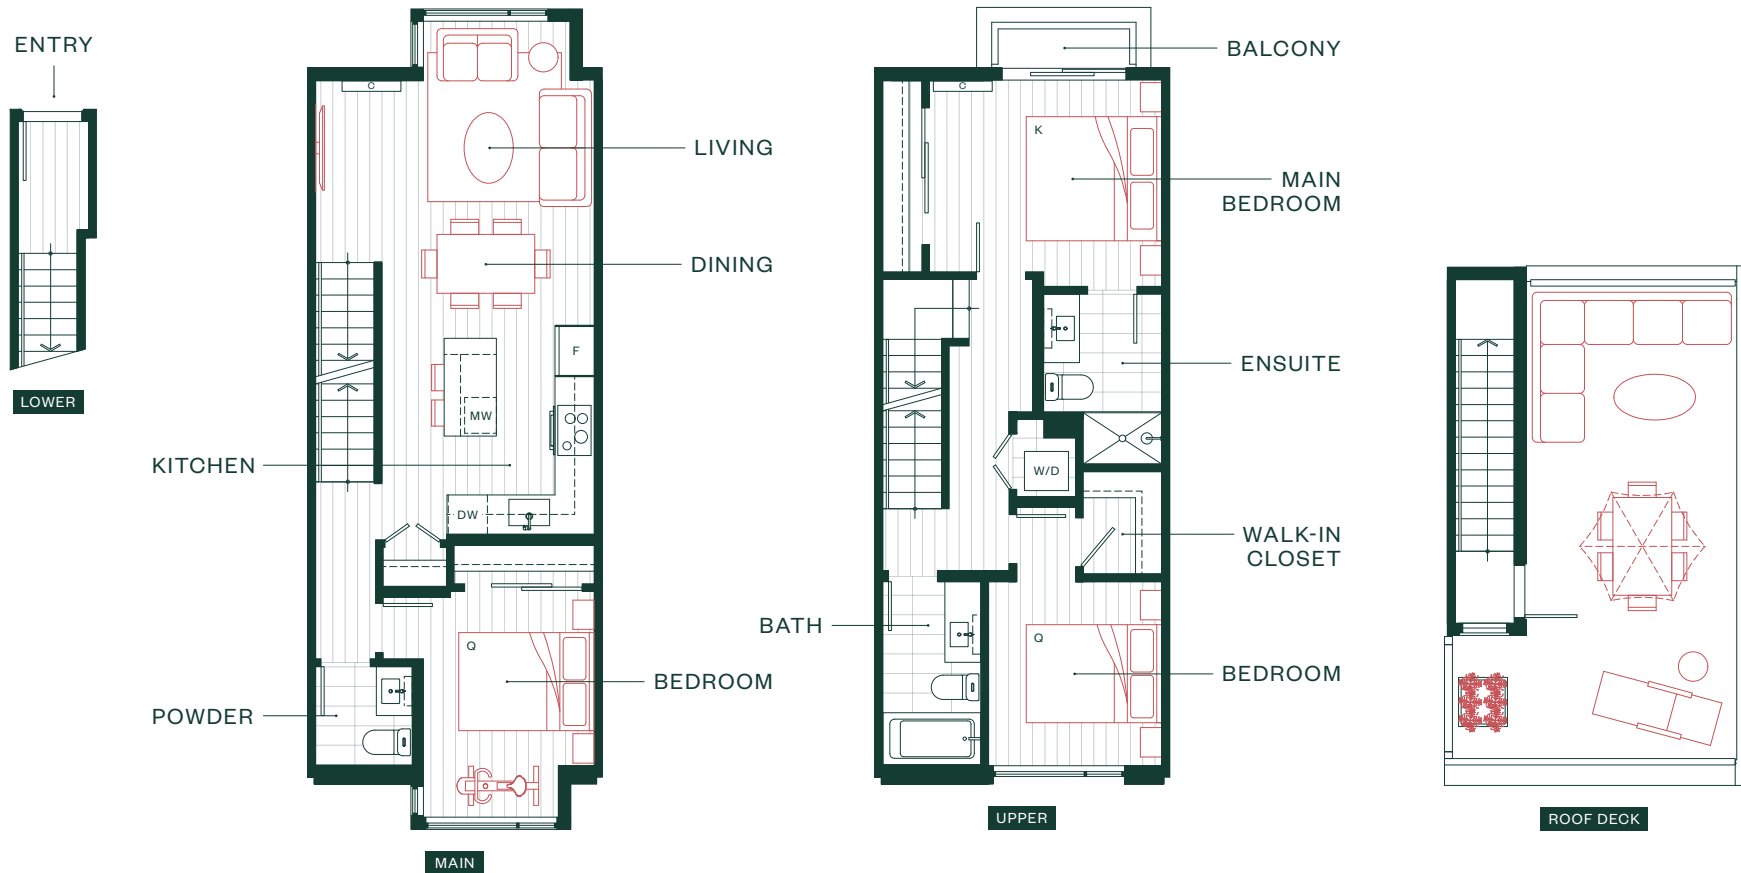 ENTRY
LOWER
C
LIVING
DINING
F
MW
KITCHEN
DW
Q
BEDROOM
POWDER
MAIN
BALCONY
C
K
MAIN
BEDROOM
ENSUITE
W/D
WALK-IN
CLOSET
BATH
Q
BEDROOM
UPPER
ROOF DECK